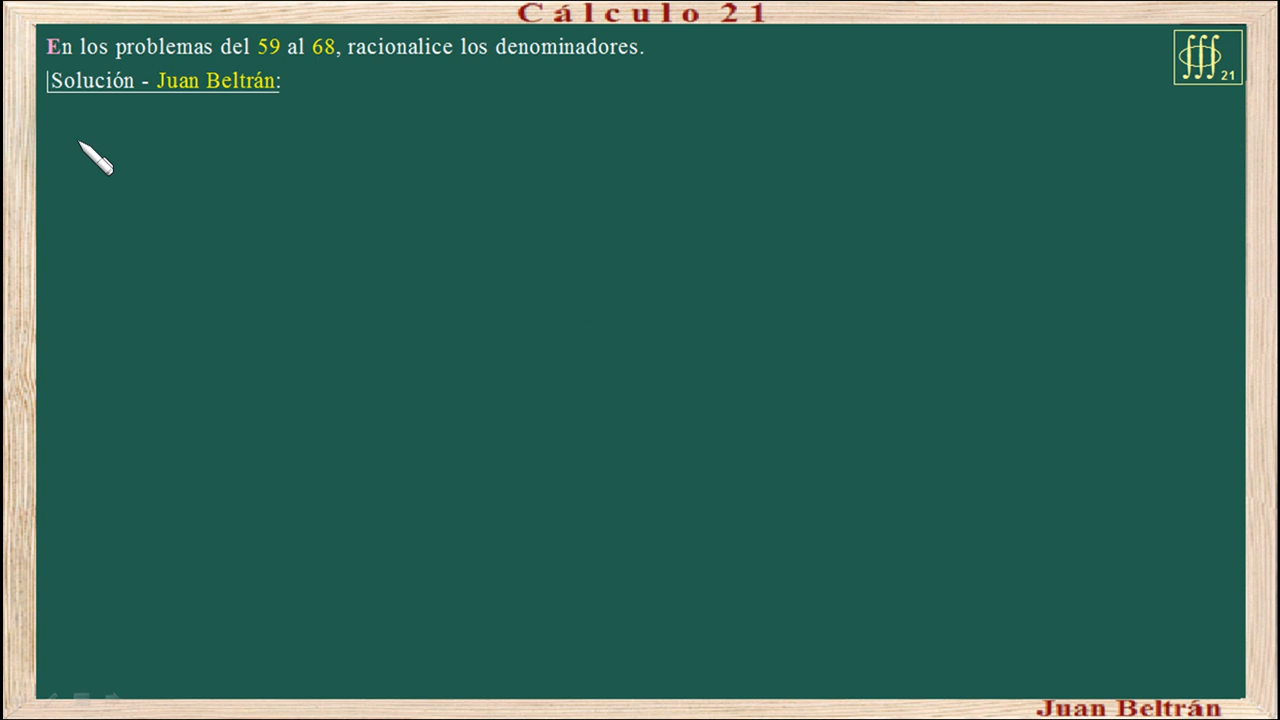 Cálculo 21
En los problemas del 59 al 68, racionalice los denominadores.
Solución - Juan Beltrán:
∭ 21
Juan Beltrán